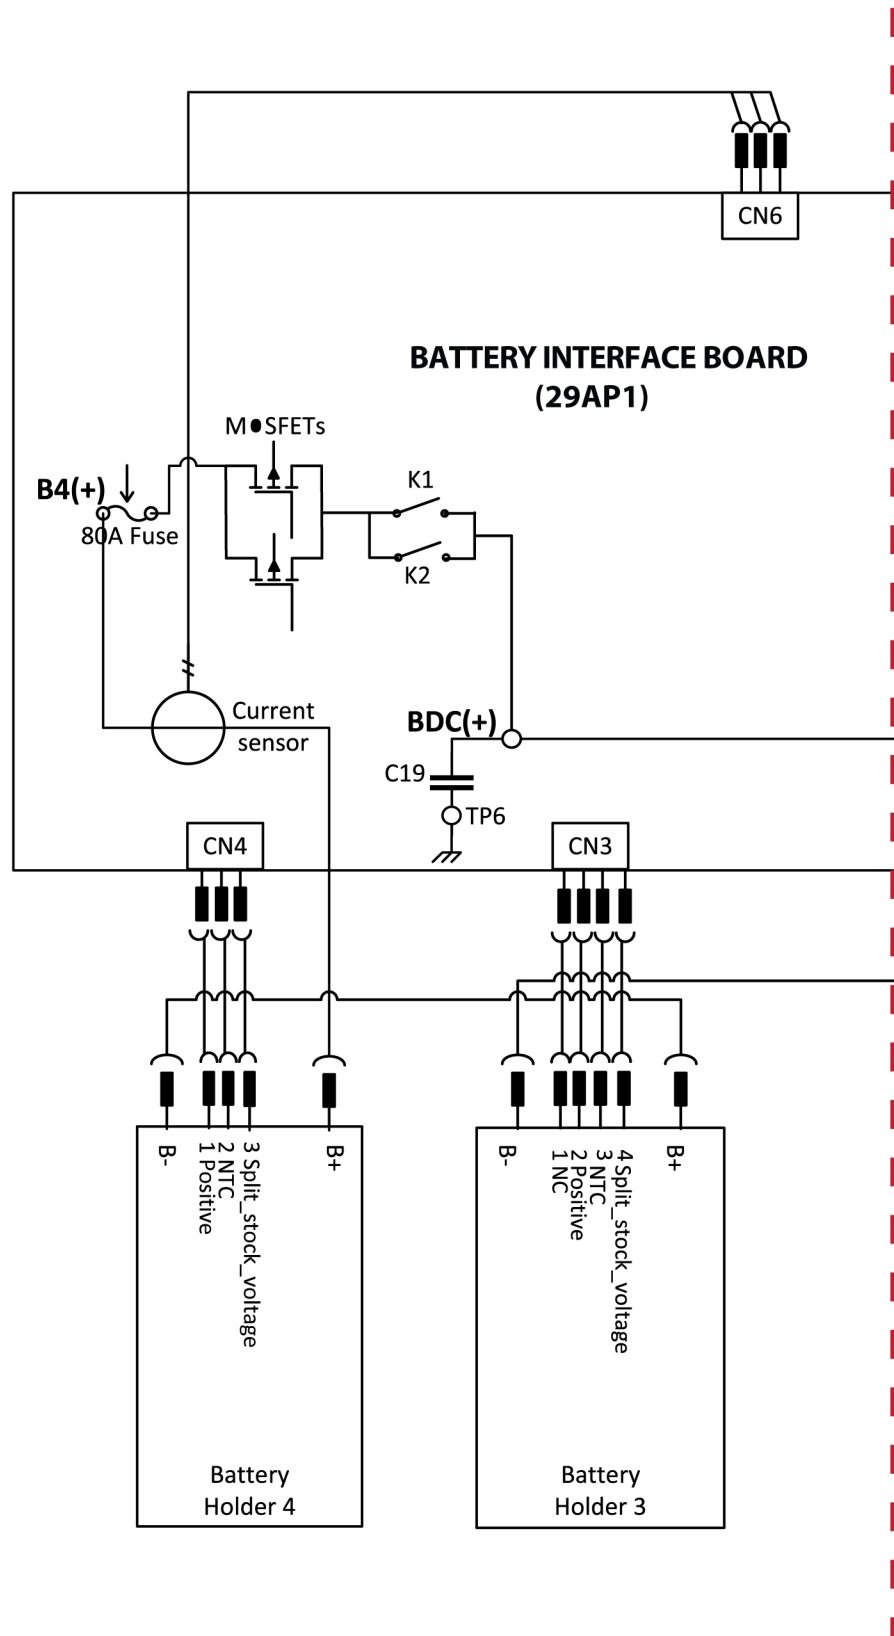 CN6
BATTERY INTERFACE BOARD
(29AP1)
M●SFETs
K1
B4(+)
80A Fuse
K2
Current
sensor
BDC(+)
C19
TP6
CN4
CN3
B-
1 Positive
2 NTC
3 Split_stock_voltage
B+
B-
1 NC
2 Positive
3 NTC
4 Split_stock_voltage
B+
Battery
Holder 4
Battery
Holder 3